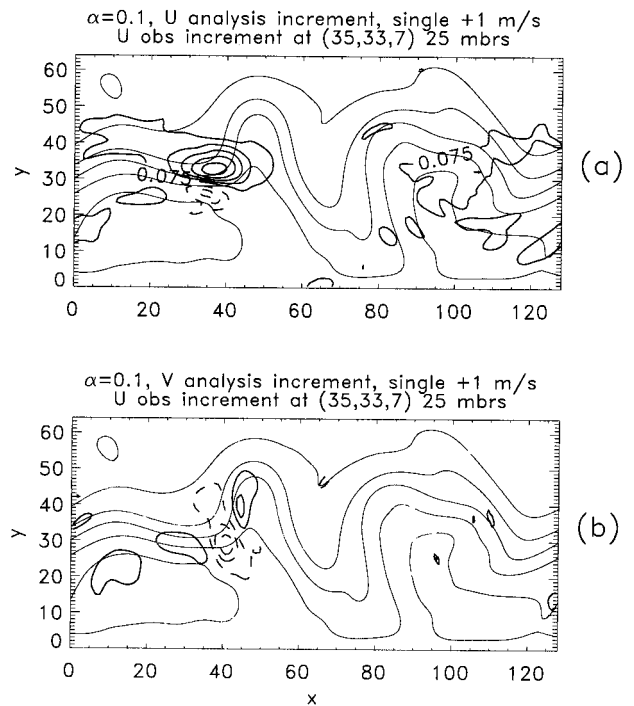 α=0.1, U analysis increment, single +1 m/s
U obs increment at (35,33,7) 25 mbrs
60
50
40
30
20
10
0
y
0.075
0.075
(a)
0 20 40 60 80 100 120
α=0.1, V analysis increment, single +1 m/s
U obs increment at (35,33,7) 25 mbrs
60
50
40
30
20
10
0
y
(b)
0 20 40 60 80 100 120
x